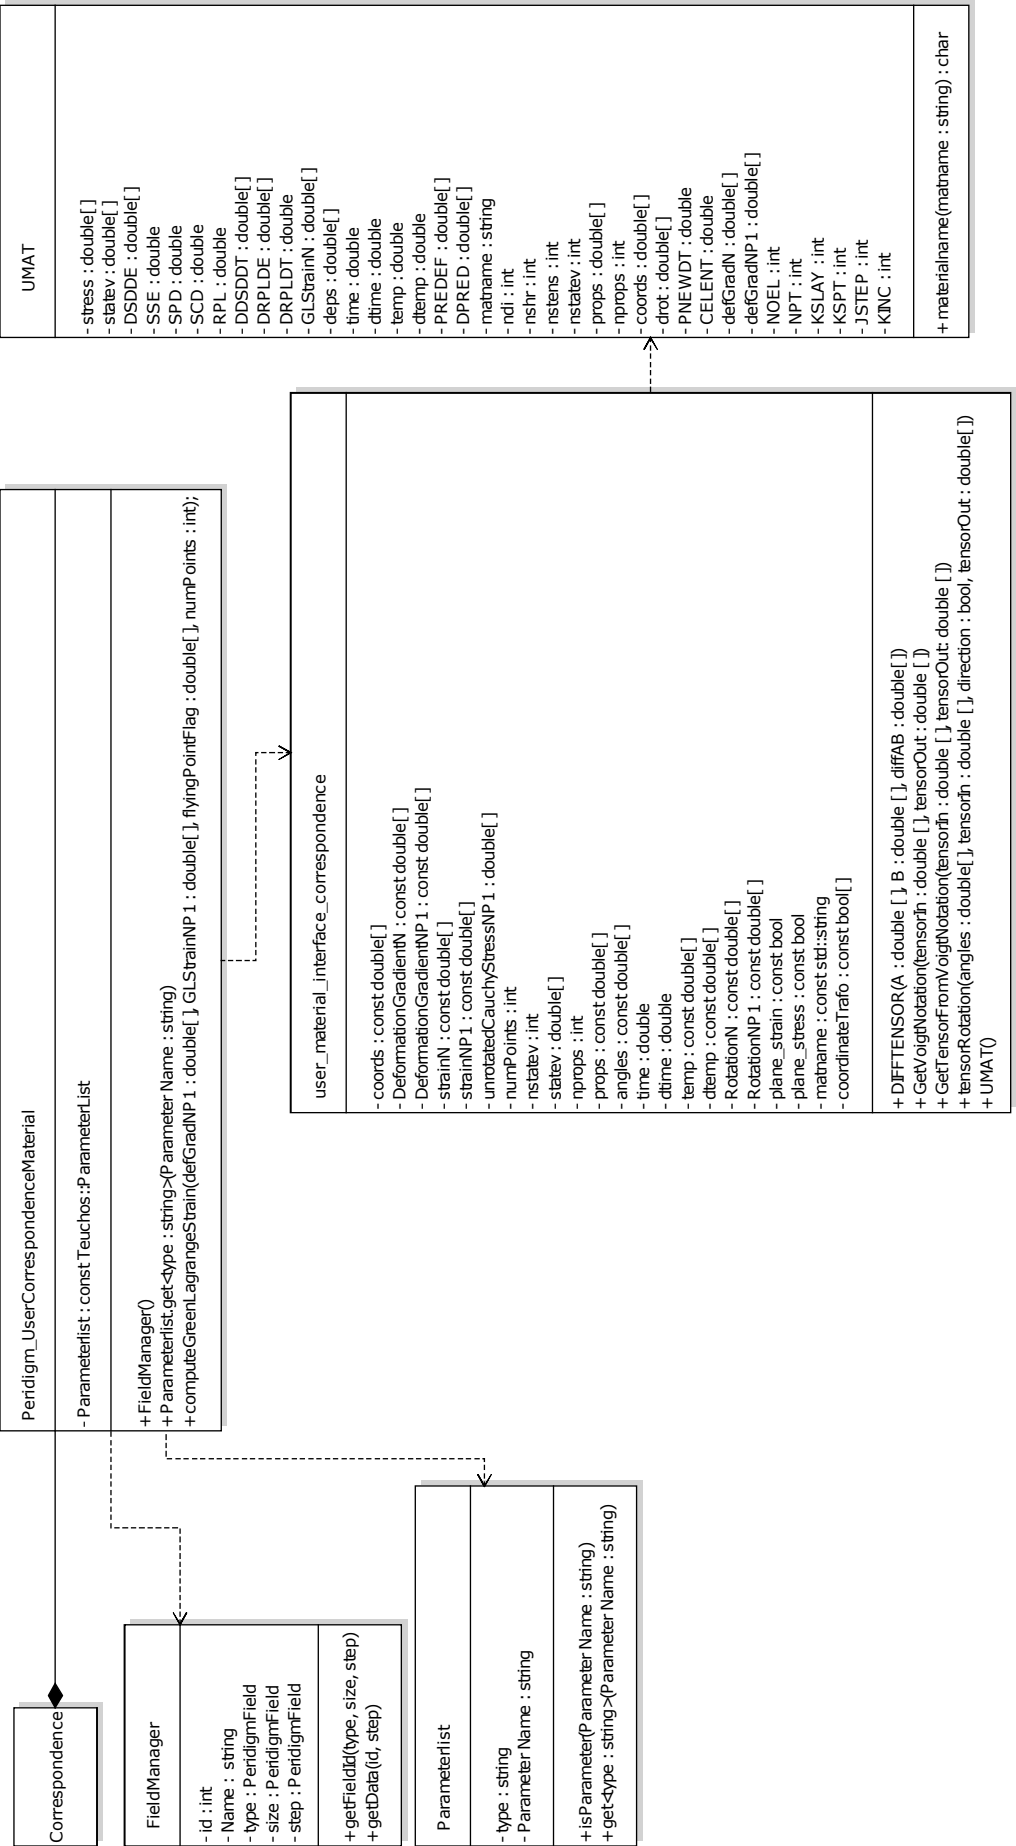 Correspondence
FieldManager
- id : int
- Name : string
- type : PeridigmField
- size : PeridigmField
- step : PeridigmField
+ getFieldId(type, size, step)
+ getData(id, step)
Parameterlist
- type : string
- Parameter Name : string
+ isParameter(Parameter Name : string)
+ get<type : string>(Parameter Name : string)
Peridigm_UserCorrespondenceMaterial
- Parameterlist : const Teuchos::ParameterList
+ FieldManager()
+ Parameterlist.get<type : string>(Parameter Name : string)
+ computeGreenLagrangeStrain(defGradNP1 : double[], GLStrainNP1 : double[], flyingPointFlag : double[], numPoints : int);
user_material_interface_correspondence
- coords : const double[]
- DeformationGradientN : const double[]
- DeformationGradientNP1 : const double[]
- strainN : const double[]
- strainNP1 : const double[]
- unrotatedCauchyStressNP1 : double[]
- numPoints : int
- nstatev : int
- statev : double[]
- nprops : int
- props : const double[]
- angles : const double[]
- time : double
- dtime : double
- temp : const double[]
- dtemp : const double[]
- RotationN : const double[]
- RotationNP1 : const double[]
- plane_strain : const bool
- plane_stress : const bool
- matname : const std::string
- coordinateTrafo : const bool[]
+ DIFFTENSOR(A : double [], B : double [], diffAB : double[])
+ GetVoigtNotation(tensorIn : double [], tensorOut : double [])
+ GetTensorFromVoigtNotation(tensorIn : double [], tensorOut: double [])
+ tensorRotation(angles : double[], tensorIn : double [], direction : bool, tensorOut : double[])
+ UMAT()
UMAT
- stress : double[]
- statev : double[]
- DSDDE : double[]
- SSE : double
- SPD : double
- SCD : double
- RPL : double
- DDSDDT : double[]
- DRPLDE : double[]
- DRPLDT : double
- GLStrainN : double[]
- deps : double[]
- time : double
- dtime : double
- temp : double
- dtemp : double
- PREDEF : double[]
- DPRED : double[]
- matname : string
- ndi : int
- nshr : int
- nstens : int
- nstatev : int
- props : double[]
- nprops : int
- coords : double[]
- drot : double[]
- PNEWDT : double
- CELENT : double
- defGradN : double[]
- defGradNP1 : double[]
- NOEL : int
- NPT : int
- KSLAY : int
- KSPT : int
- JSTEP : int
- KINC : int
+ materialname(matname : string) : char